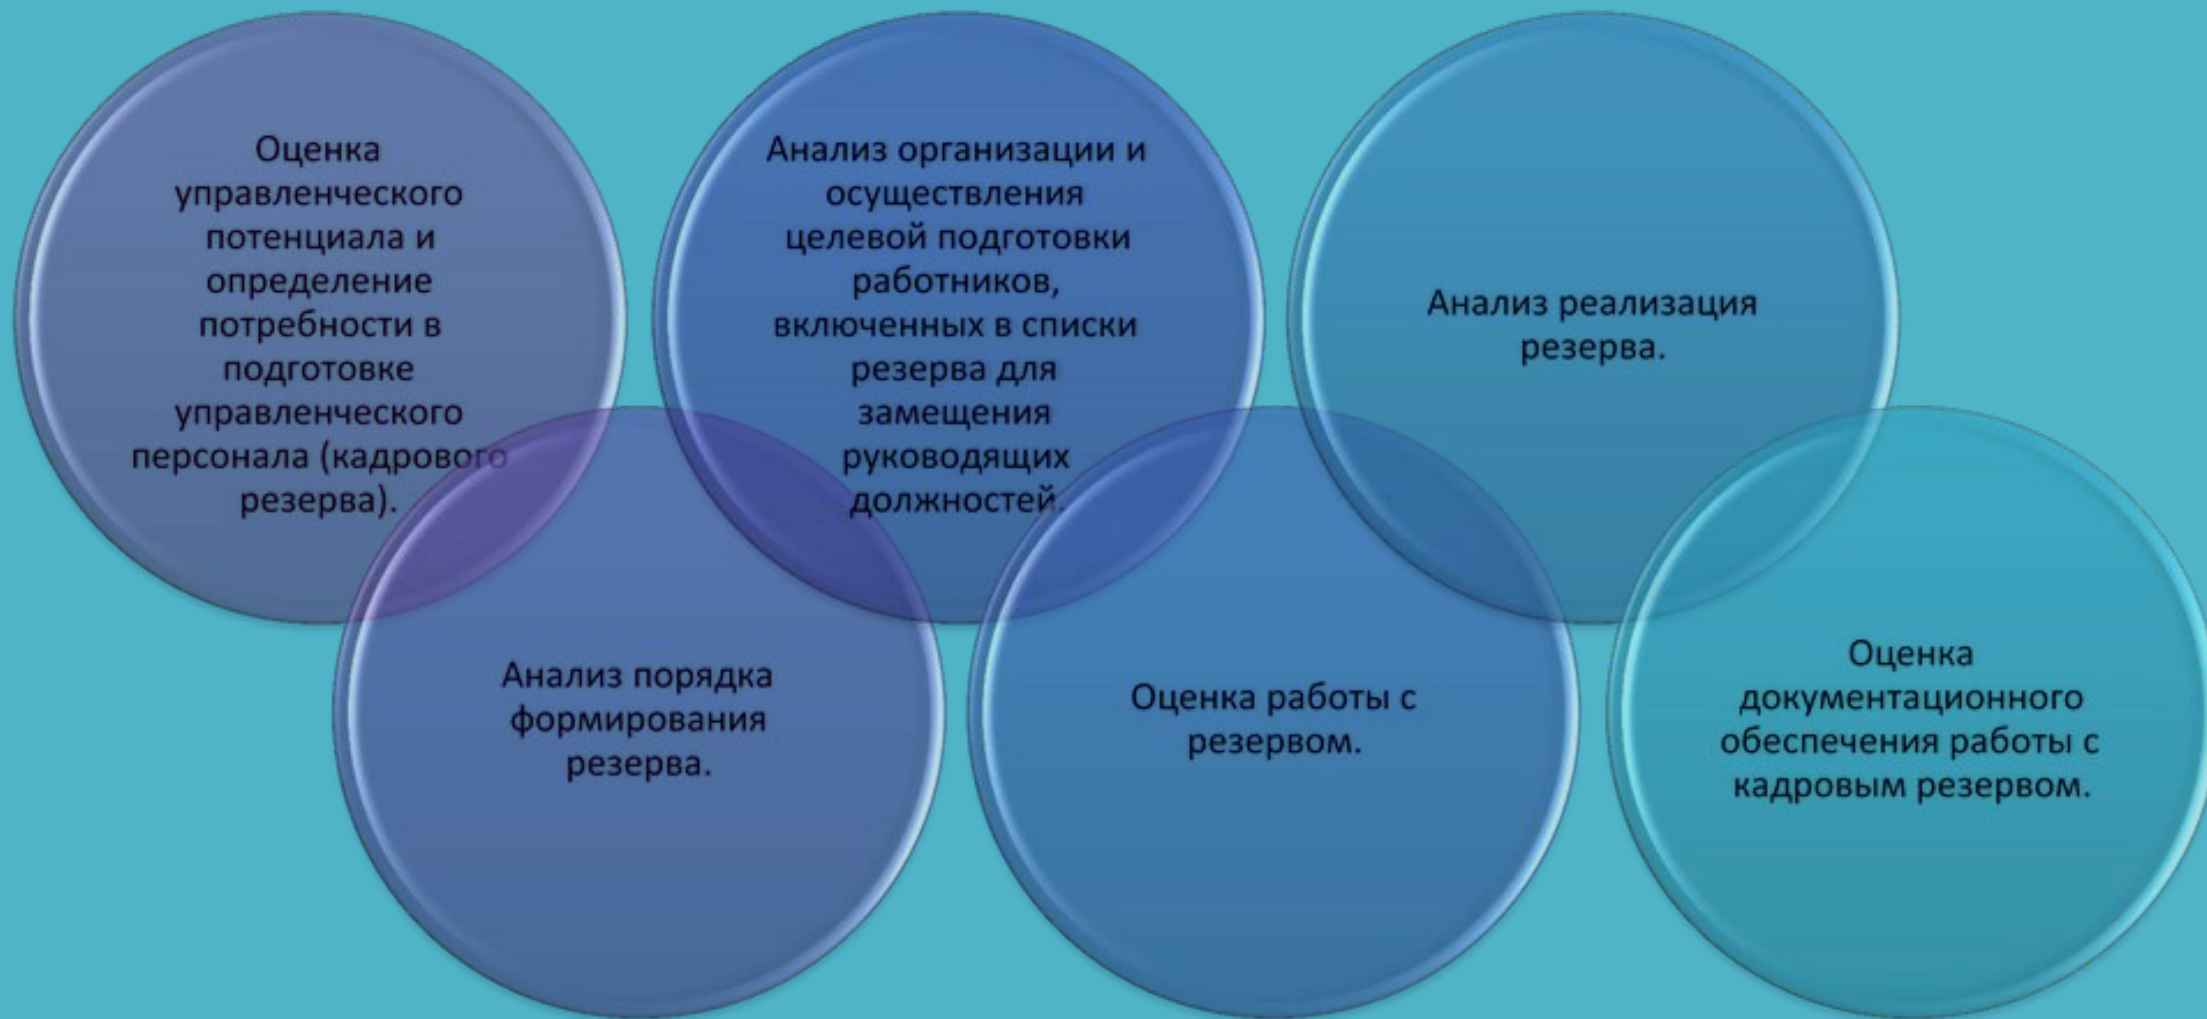 Оценка
управленческого
потенциала и
определение
потребности в
подготовке
управленческого
персонала (кадрового
резерва).
Анализ порядка
формирования
резерва.
Анализ организации и
осуществления
целевой подготовки
работников,
включенных в списки
резерва для
замещения
руководящих
должностей.
Оценка работы с
резервом.
Анализ реализация
резерва.
Оценка
документационного
обеспечения работы с
кадровым резервом.